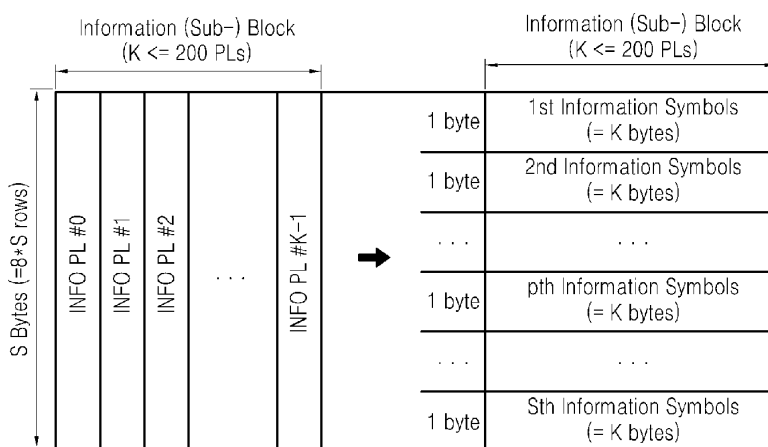 Information (Sub-) Block
(K <= 200 PLs)
Information (Sub-) Block
(K <= 200 PLs)
S Bytes (=8*S rows)
INFO PL #0
INFO PL #1
INFO PL #2
. . .
INFO PL #K-1
1 byte
1st Information Symbols
(= K bytes)
1 byte
2nd Information Symbols
(= K bytes)
. . .
. . .
1 byte
pth Information Symbols
(= K bytes)
. . .
. . .
1 byte
Sth Information Symbols
(= K bytes)